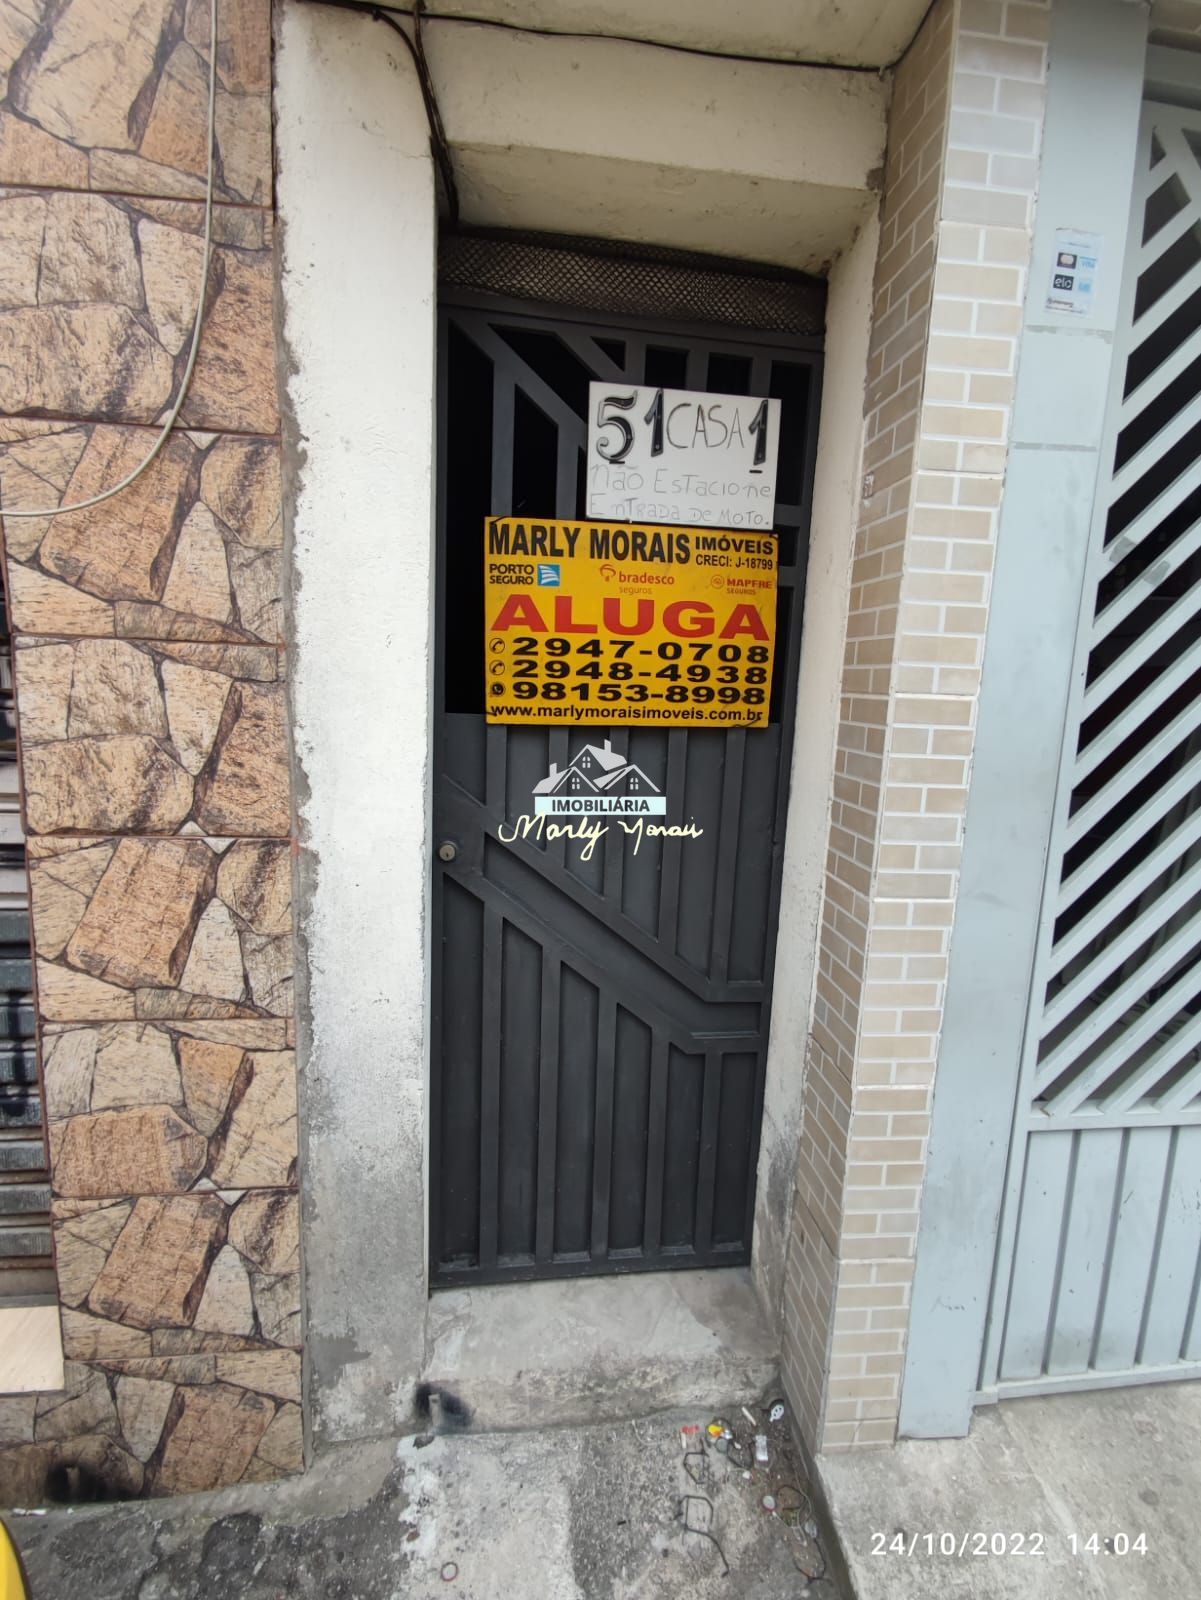 51 CASA 1
Não Estacione
Entrada De Moto.
MARLY MORAIS IMÓVEIS
CRECI: J-18799
PORTO SEGURO
bradesco seguros
MAPFRE SEGUROS
ALUGA
2947-0708
2948-4938
98153-8998
www.marlymoraisimoveis.com.br
IMOBILIÁRIA
Marly Morais
elo
24/10/2022 14:04